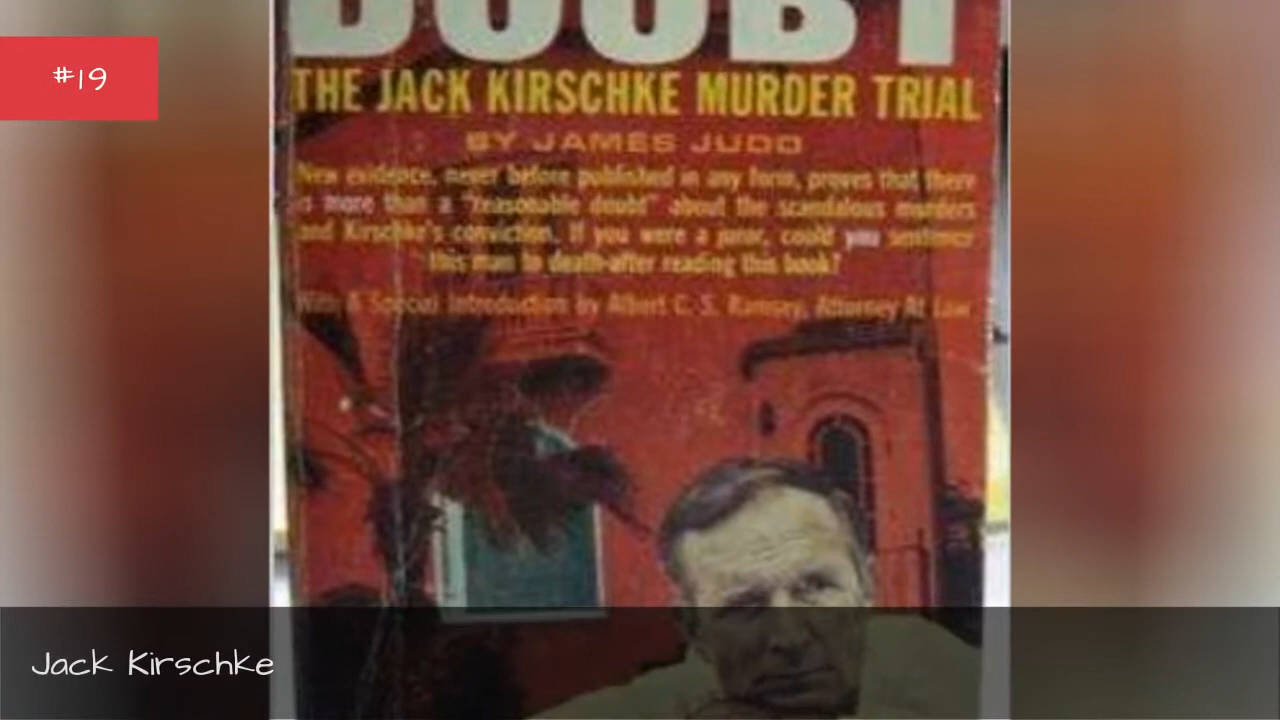 #19
DOUBT
THE JACK KIRSCHKE MURDER TRIAL
BY JAMES JUDD
New evidence, never before published in any form, proves that there
is more than a "reasonable doubt" about the scandalous murders
and Kirschke's conviction. If you were a juror, could you sentence
this man to death-after reading this book?
With A Special Introduction by Albert C. S. Ramsey, Attorney At Law
Jack Kirschke